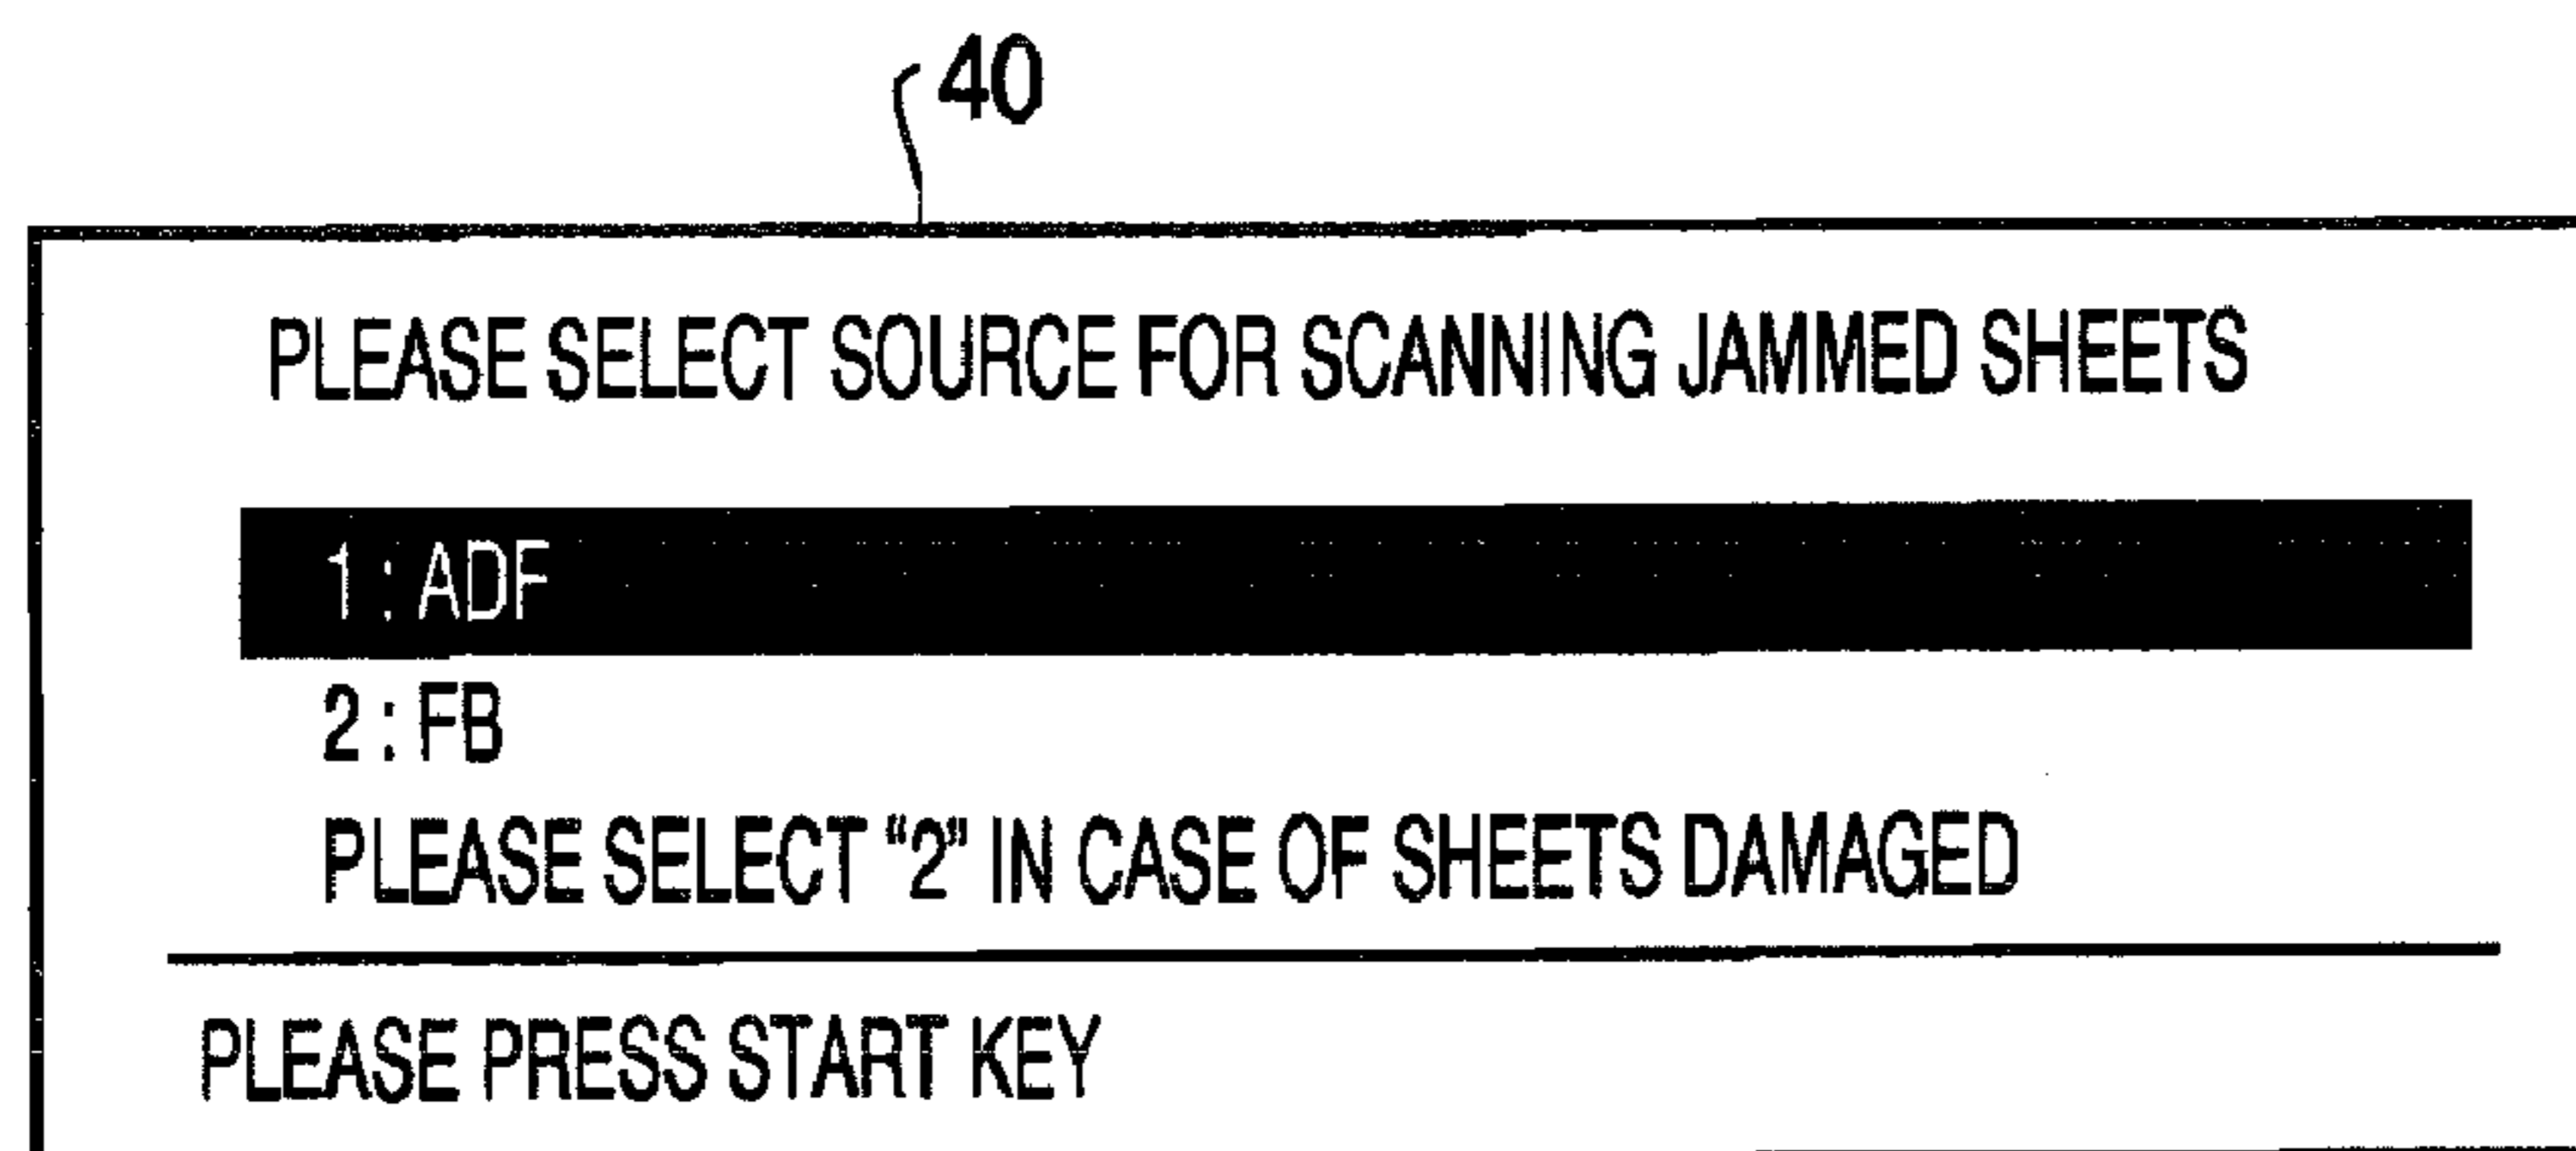 40
PLEASE SELECT SOURCE FOR SCANNING JAMMED SHEETS
1 : ADF
2 : FB
PLEASE SELECT “2” IN CASE OF SHEETS DAMAGED
PLEASE PRESS START KEY